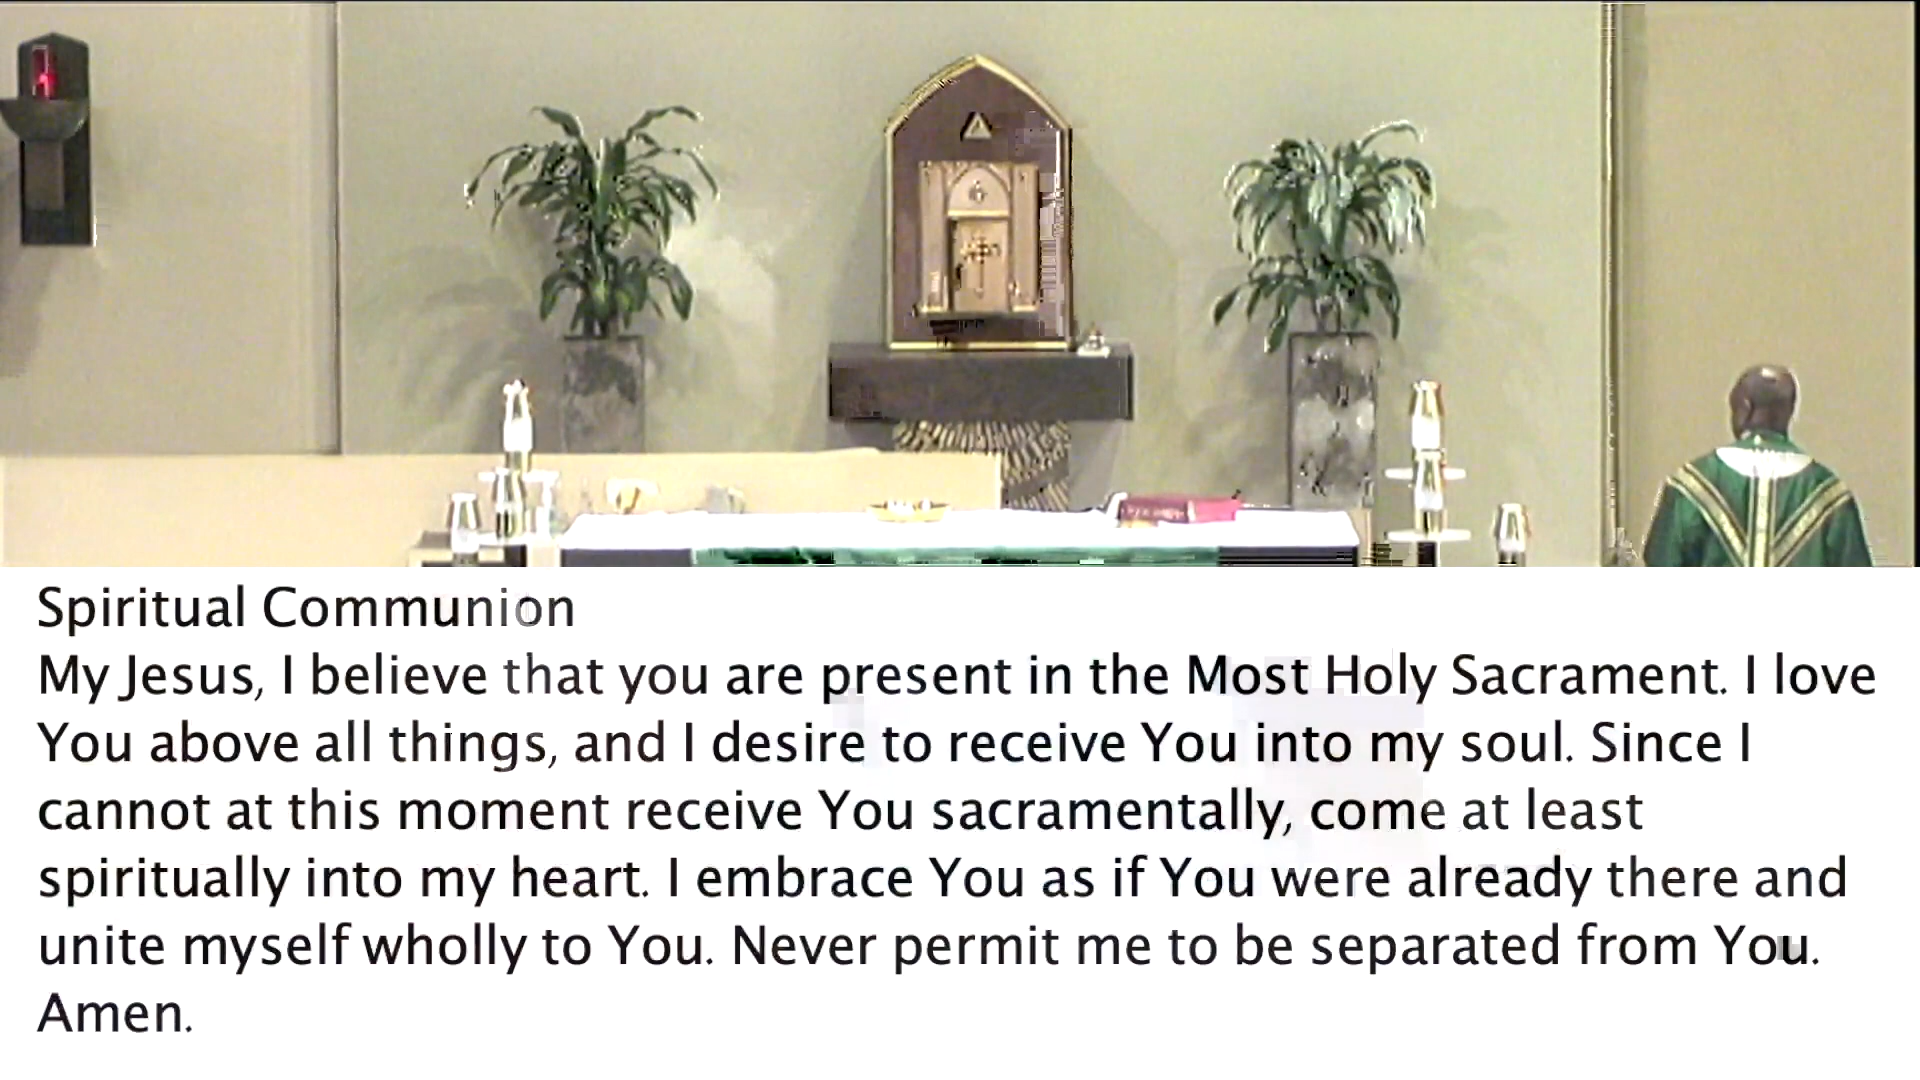 Spiritual Communion
My Jesus, I believe that you are present in the Most Holy Sacrament. I love
You above all things, and I desire to receive You into my soul. Since I
cannot at this moment receive You sacramentally, come at least
spiritually into my heart. I embrace You as if You were already there and
unite myself wholly to You. Never permit me to be separated from You.
Amen.